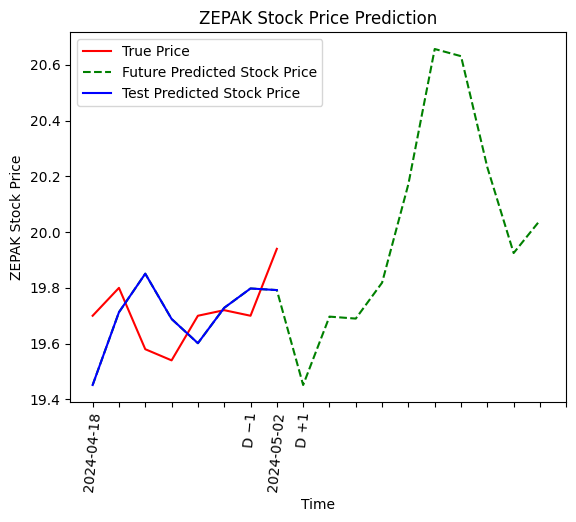 ZEPAK Stock Price Prediction
True Price
Future Predicted Stock Price
Test Predicted Stock Price
ZEPAK Stock Price
20.6
20.4
20.2
20.0
19.8
19.6
19.4
2024-04-18
D −1
2024-05-02
D +1
Time